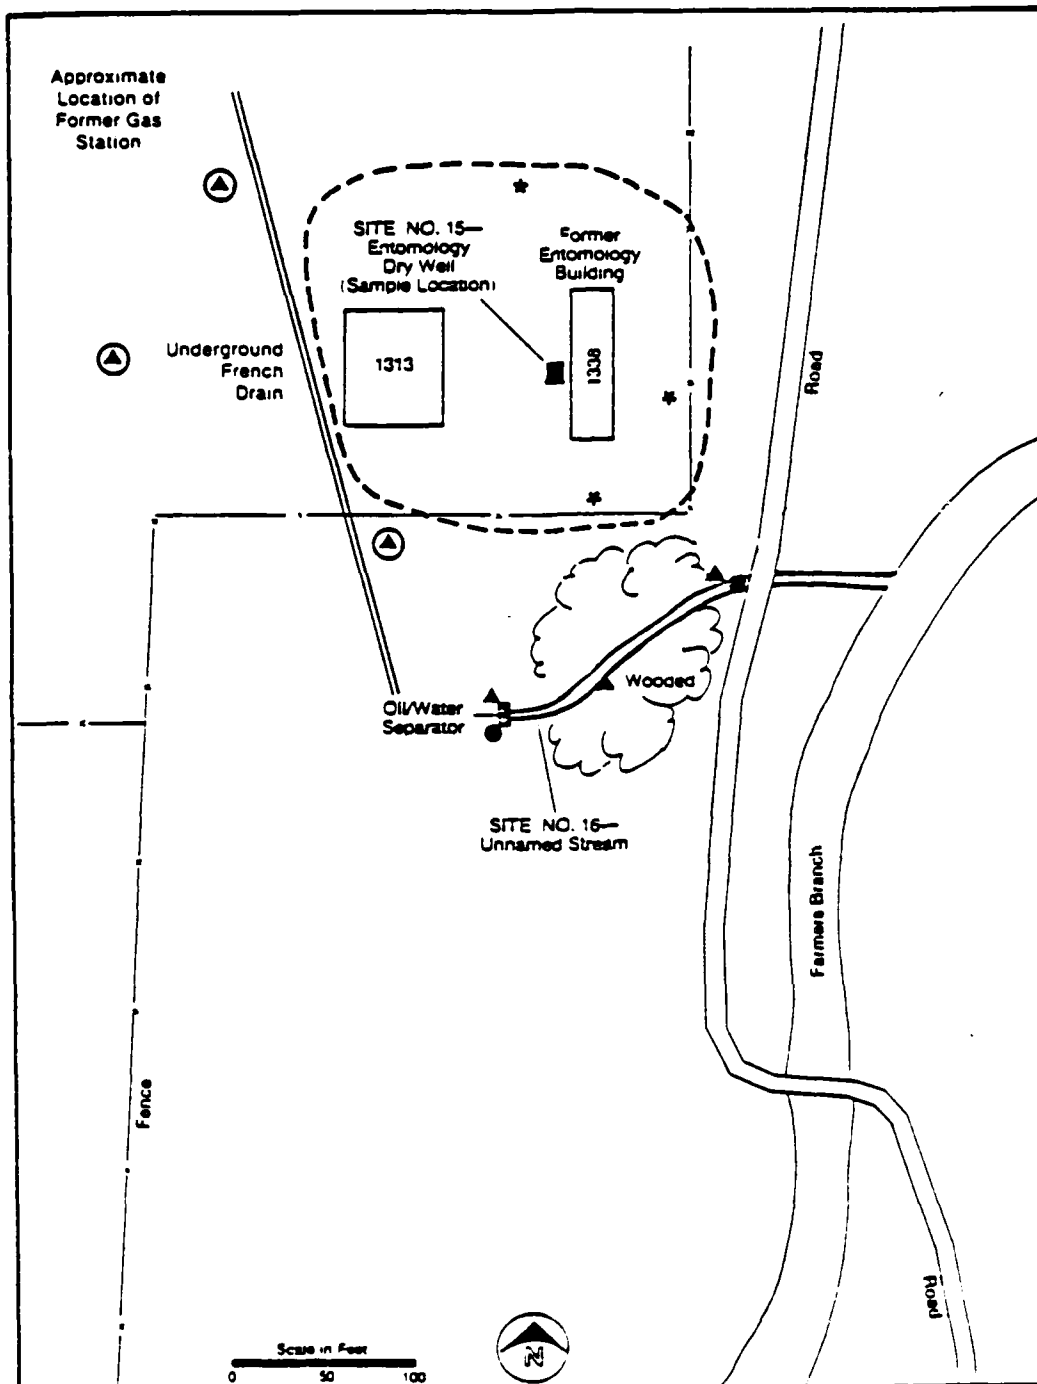 Approximate
Location of
Former Gas
Station
SITE NO. 15—
Entomology
Dry Well
(Sample Location)
Former
Entomology
Building
Underground
French
Drain
1313
1338
Road
Wooded
Oil/Water
Separator
SITE NO. 16—
Unnamed Stream
Farmers Branch
Fence
Road
Scale in Feet
0 50 100
N